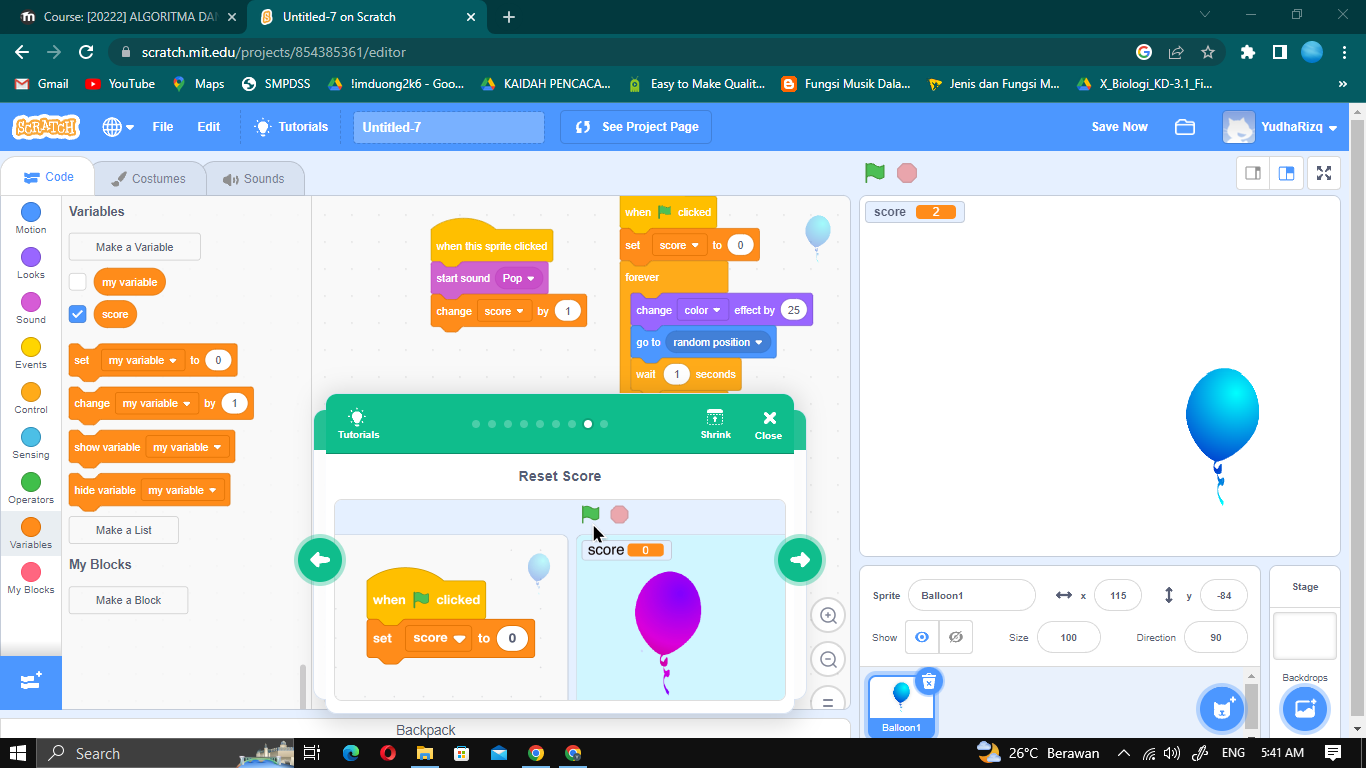 Course: [20222] ALGORITMA DAN
Untitled-7 on Scratch
scratch.mit.edu/projects/854385361/editor
Gmail
YouTube
Maps
SMPDSS
!imduong2k6 - Goo...
KAIDAH PENCACA...
Easy to Make Qualit...
Fungsi Musik Dala...
Jenis dan Fungsi M...
X_Biologi_KD-3.1_Fi...
SCRATCH
File
Edit
Tutorials
Untitled-7
See Project Page
Save Now
YudhaRizq
Code
Costumes
Sounds
Motion
Looks
Sound
Events
Control
Sensing
Operators
Variables
My Blocks
Variables
Make a Variable
my variable
score
set my variable to 0
change my variable by 1
show variable my variable
hide variable my variable
Make a List
My Blocks
Make a Block
when this sprite clicked
start sound Pop
change score by 1
when clicked
set score to 0
forever
change color effect by 25
go to random position
wait 1 seconds
Tutorials
Shrink
Close
Reset Score
when clicked
set score to 0
score 0
Backpack
score 2
Sprite Balloon1 x 115 y -84
Show Size 100 Direction 90
Balloon1
Stage
Backdrops
Search
26°C Berawan
ENG
5:41 AM